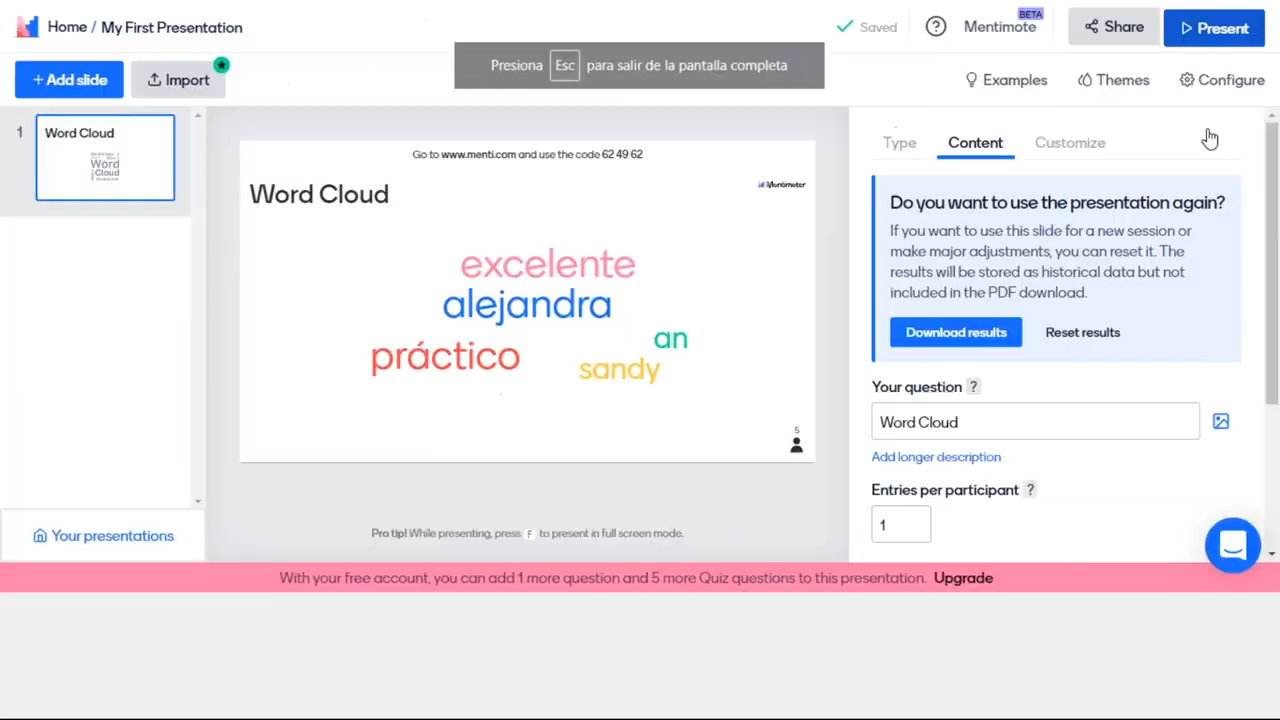 Home / My First Presentation
Saved
?
Mentimote
BETA
Share
Present
Presiona Esc para salir de la pantalla completa
+ Add slide
Import
Examples
Themes
Configure
1
Word Cloud
Word
Cloud
Type
Content
Customize
Go to www.menti.com and use the code 62 49 62
Word Cloud
Mentimeter
excelente
alejandra
an
práctico
sandy
5
Do you want to use the presentation again?
If you want to use this slide for a new session or
make major adjustments, you can reset it. The
results will be stored as historical data but not
included in the PDF download.
Download results
Reset results
Your question ?
Word Cloud
Add longer description
Entries per participant ?
1
Your presentations
Pro tip! While presenting, press F to present in full screen mode.
With your free account, you can add 1 more question and 5 more Quiz questions to this presentation. Upgrade